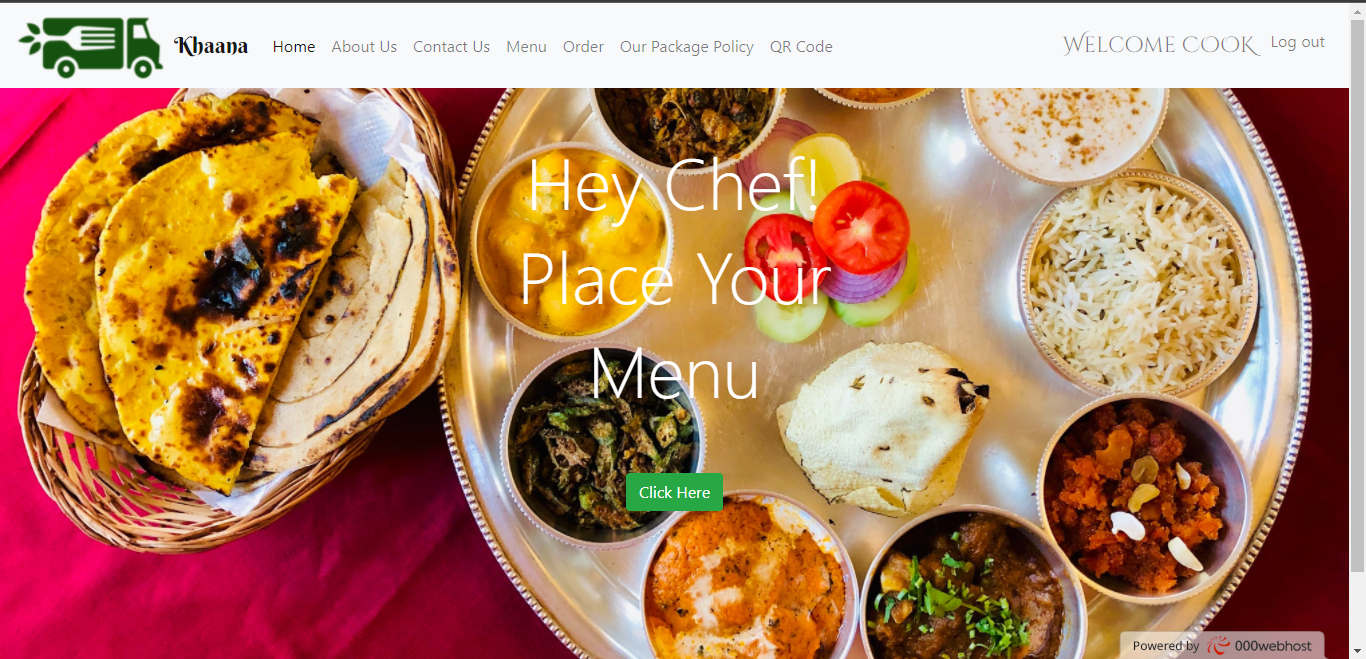 Khaana
Home About Us Contact Us Menu Order Our Package Policy QR Code
Welcome Cook Log out
Hey Chef!
Place Your
Menu
Click Here
Powered by 000webhost